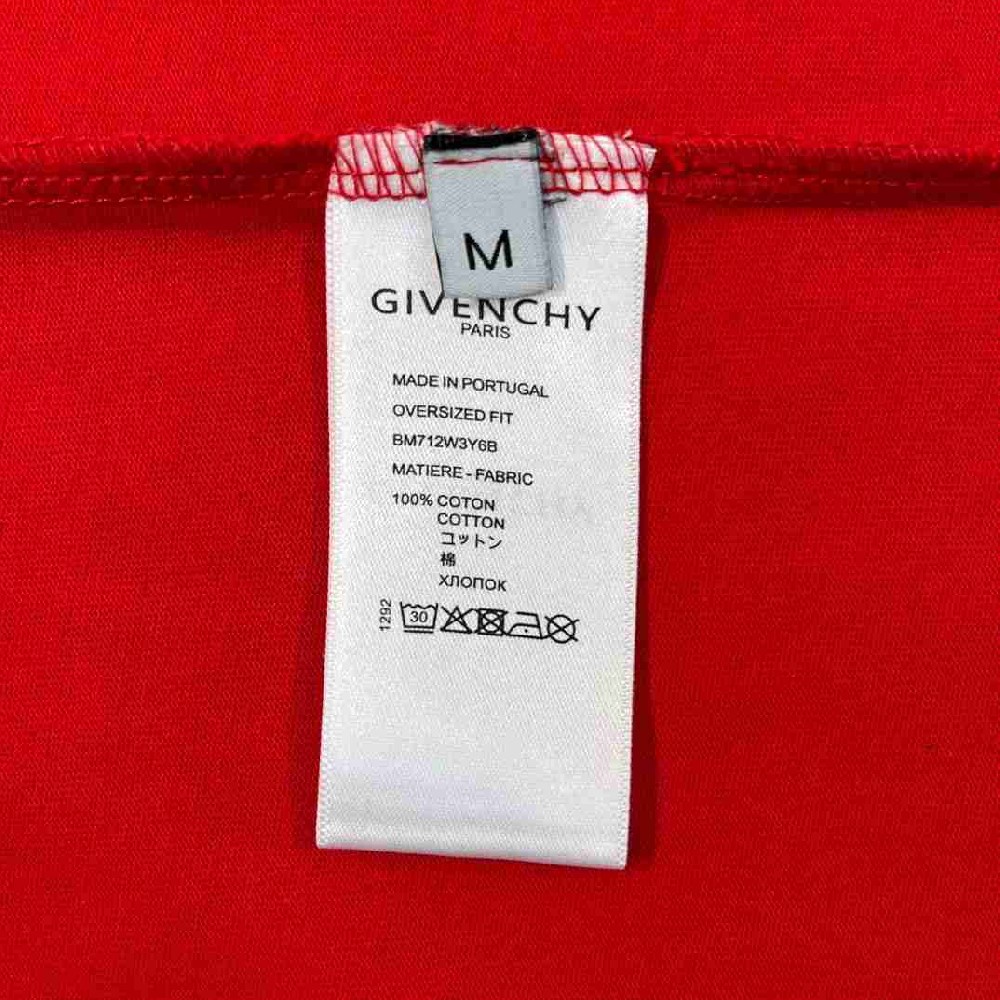 M
GIVENCHY
PARIS
MADE IN PORTUGAL
OVERSIZED FIT
BM712W3Y6B
MATIERE - FABRIC
100% COTON
COTTON
コットン
棉
ХЛОПОК
1292
30